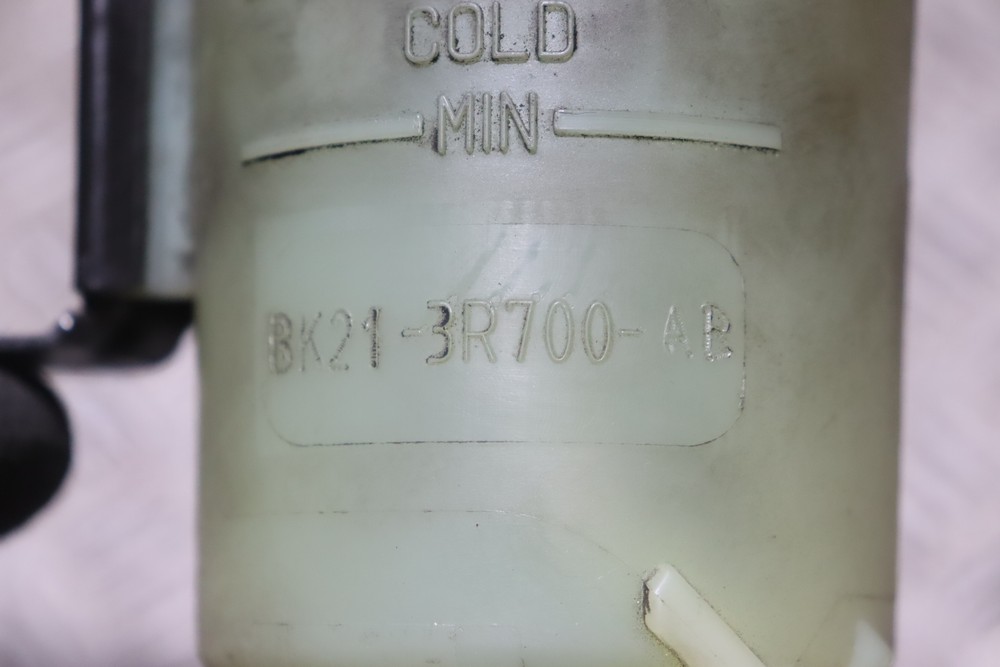 COLD
MIN
BK21-3R700-AB